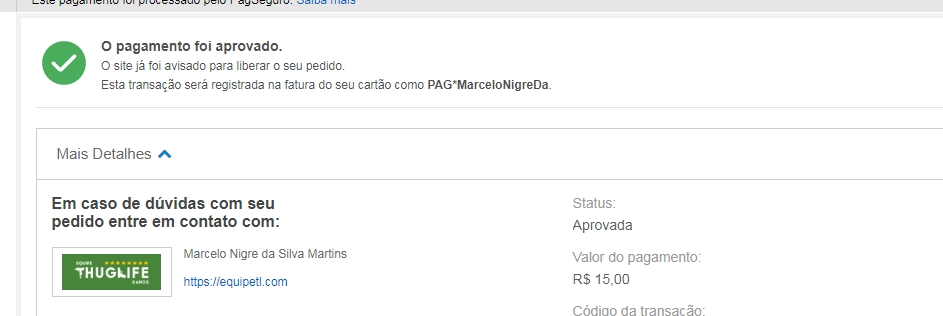 Este pagamento foi processado pelo PagSeguro. Saiba mais
O pagamento foi aprovado.
O site já foi avisado para liberar o seu pedido.
Esta transação será registrada na fatura do seu cartão como PAG*MarceloNigreDa.
Mais Detalhes
Em caso de dúvidas com seu
pedido entre em contato com:
EQUIPE
THUGLIFE
Marcelo Nigre da Silva Martins
https://equipetl.com
Status:
Aprovada
Valor do pagamento:
R$ 15,00
Código da transação: